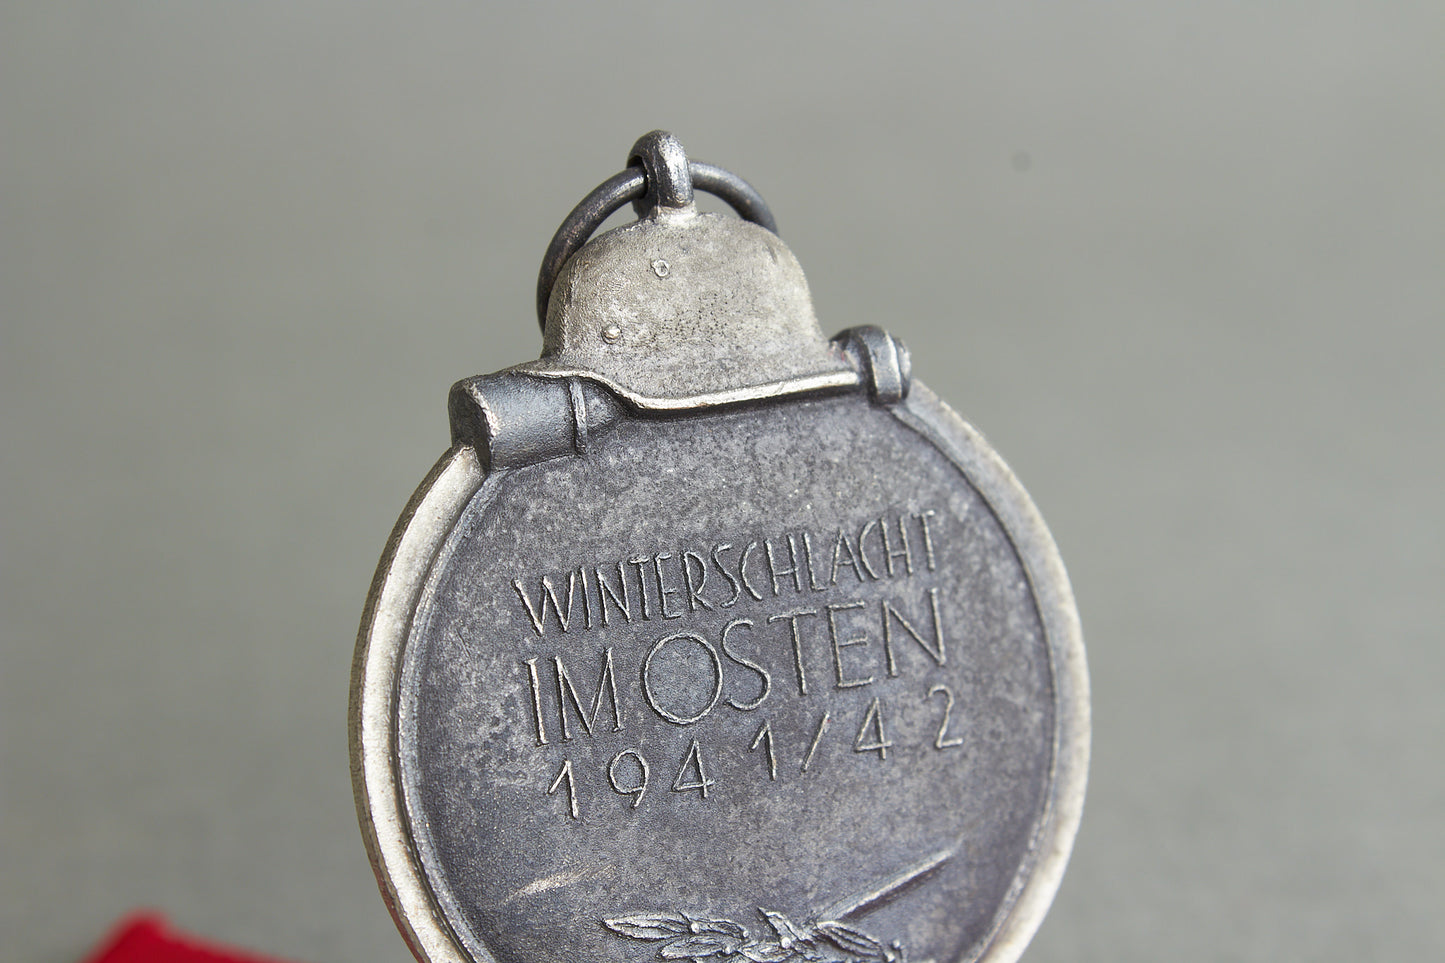 WINTERSCHLACHT
IM OSTEN
1941/42